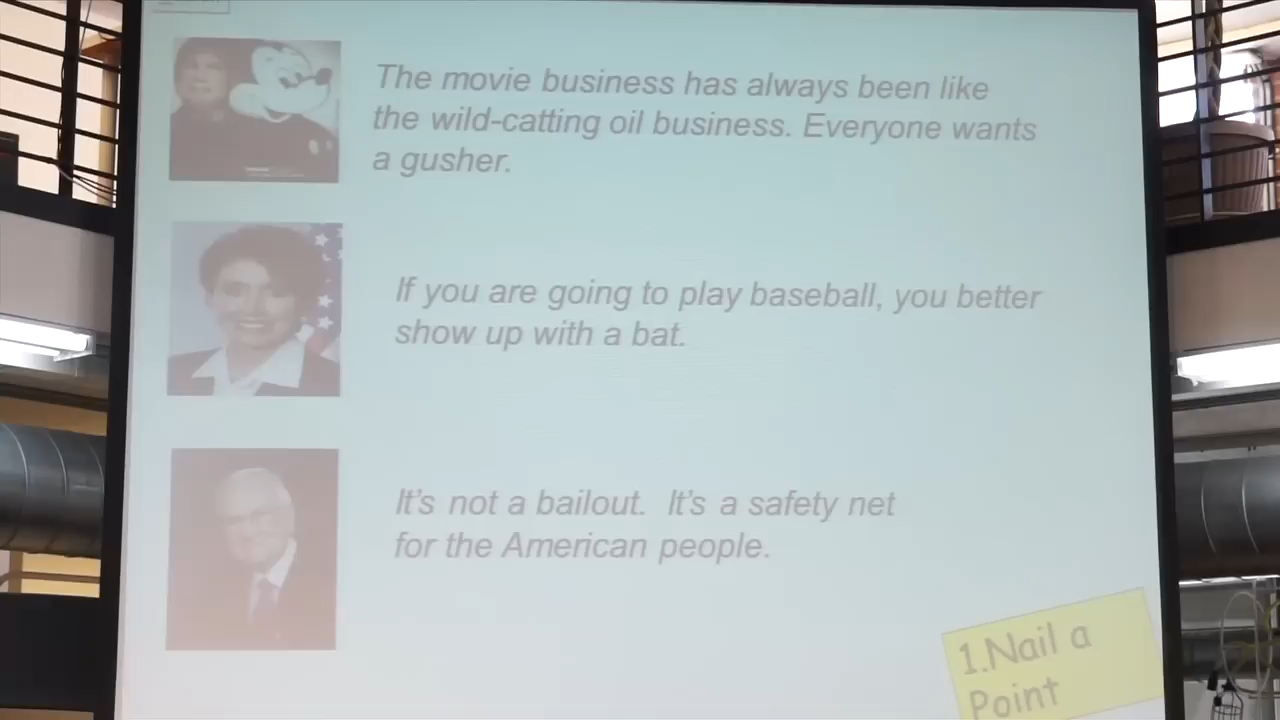 The movie business has always been like
the wild-catting oil business. Everyone wants
a gusher.
If you are going to play baseball, you better
show up with a bat.
It's not a bailout.  It's a safety net
for the American people.
1.Nail a
Point